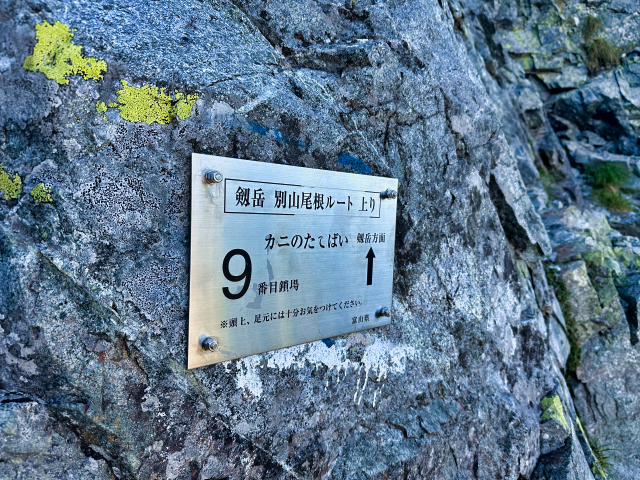 剱岳 別山尾根ルート 上り
カニのたてばい 剱岳方面
9番目鎖場 ↑
※頭上、足元には十分お気をつけてください。
富山県